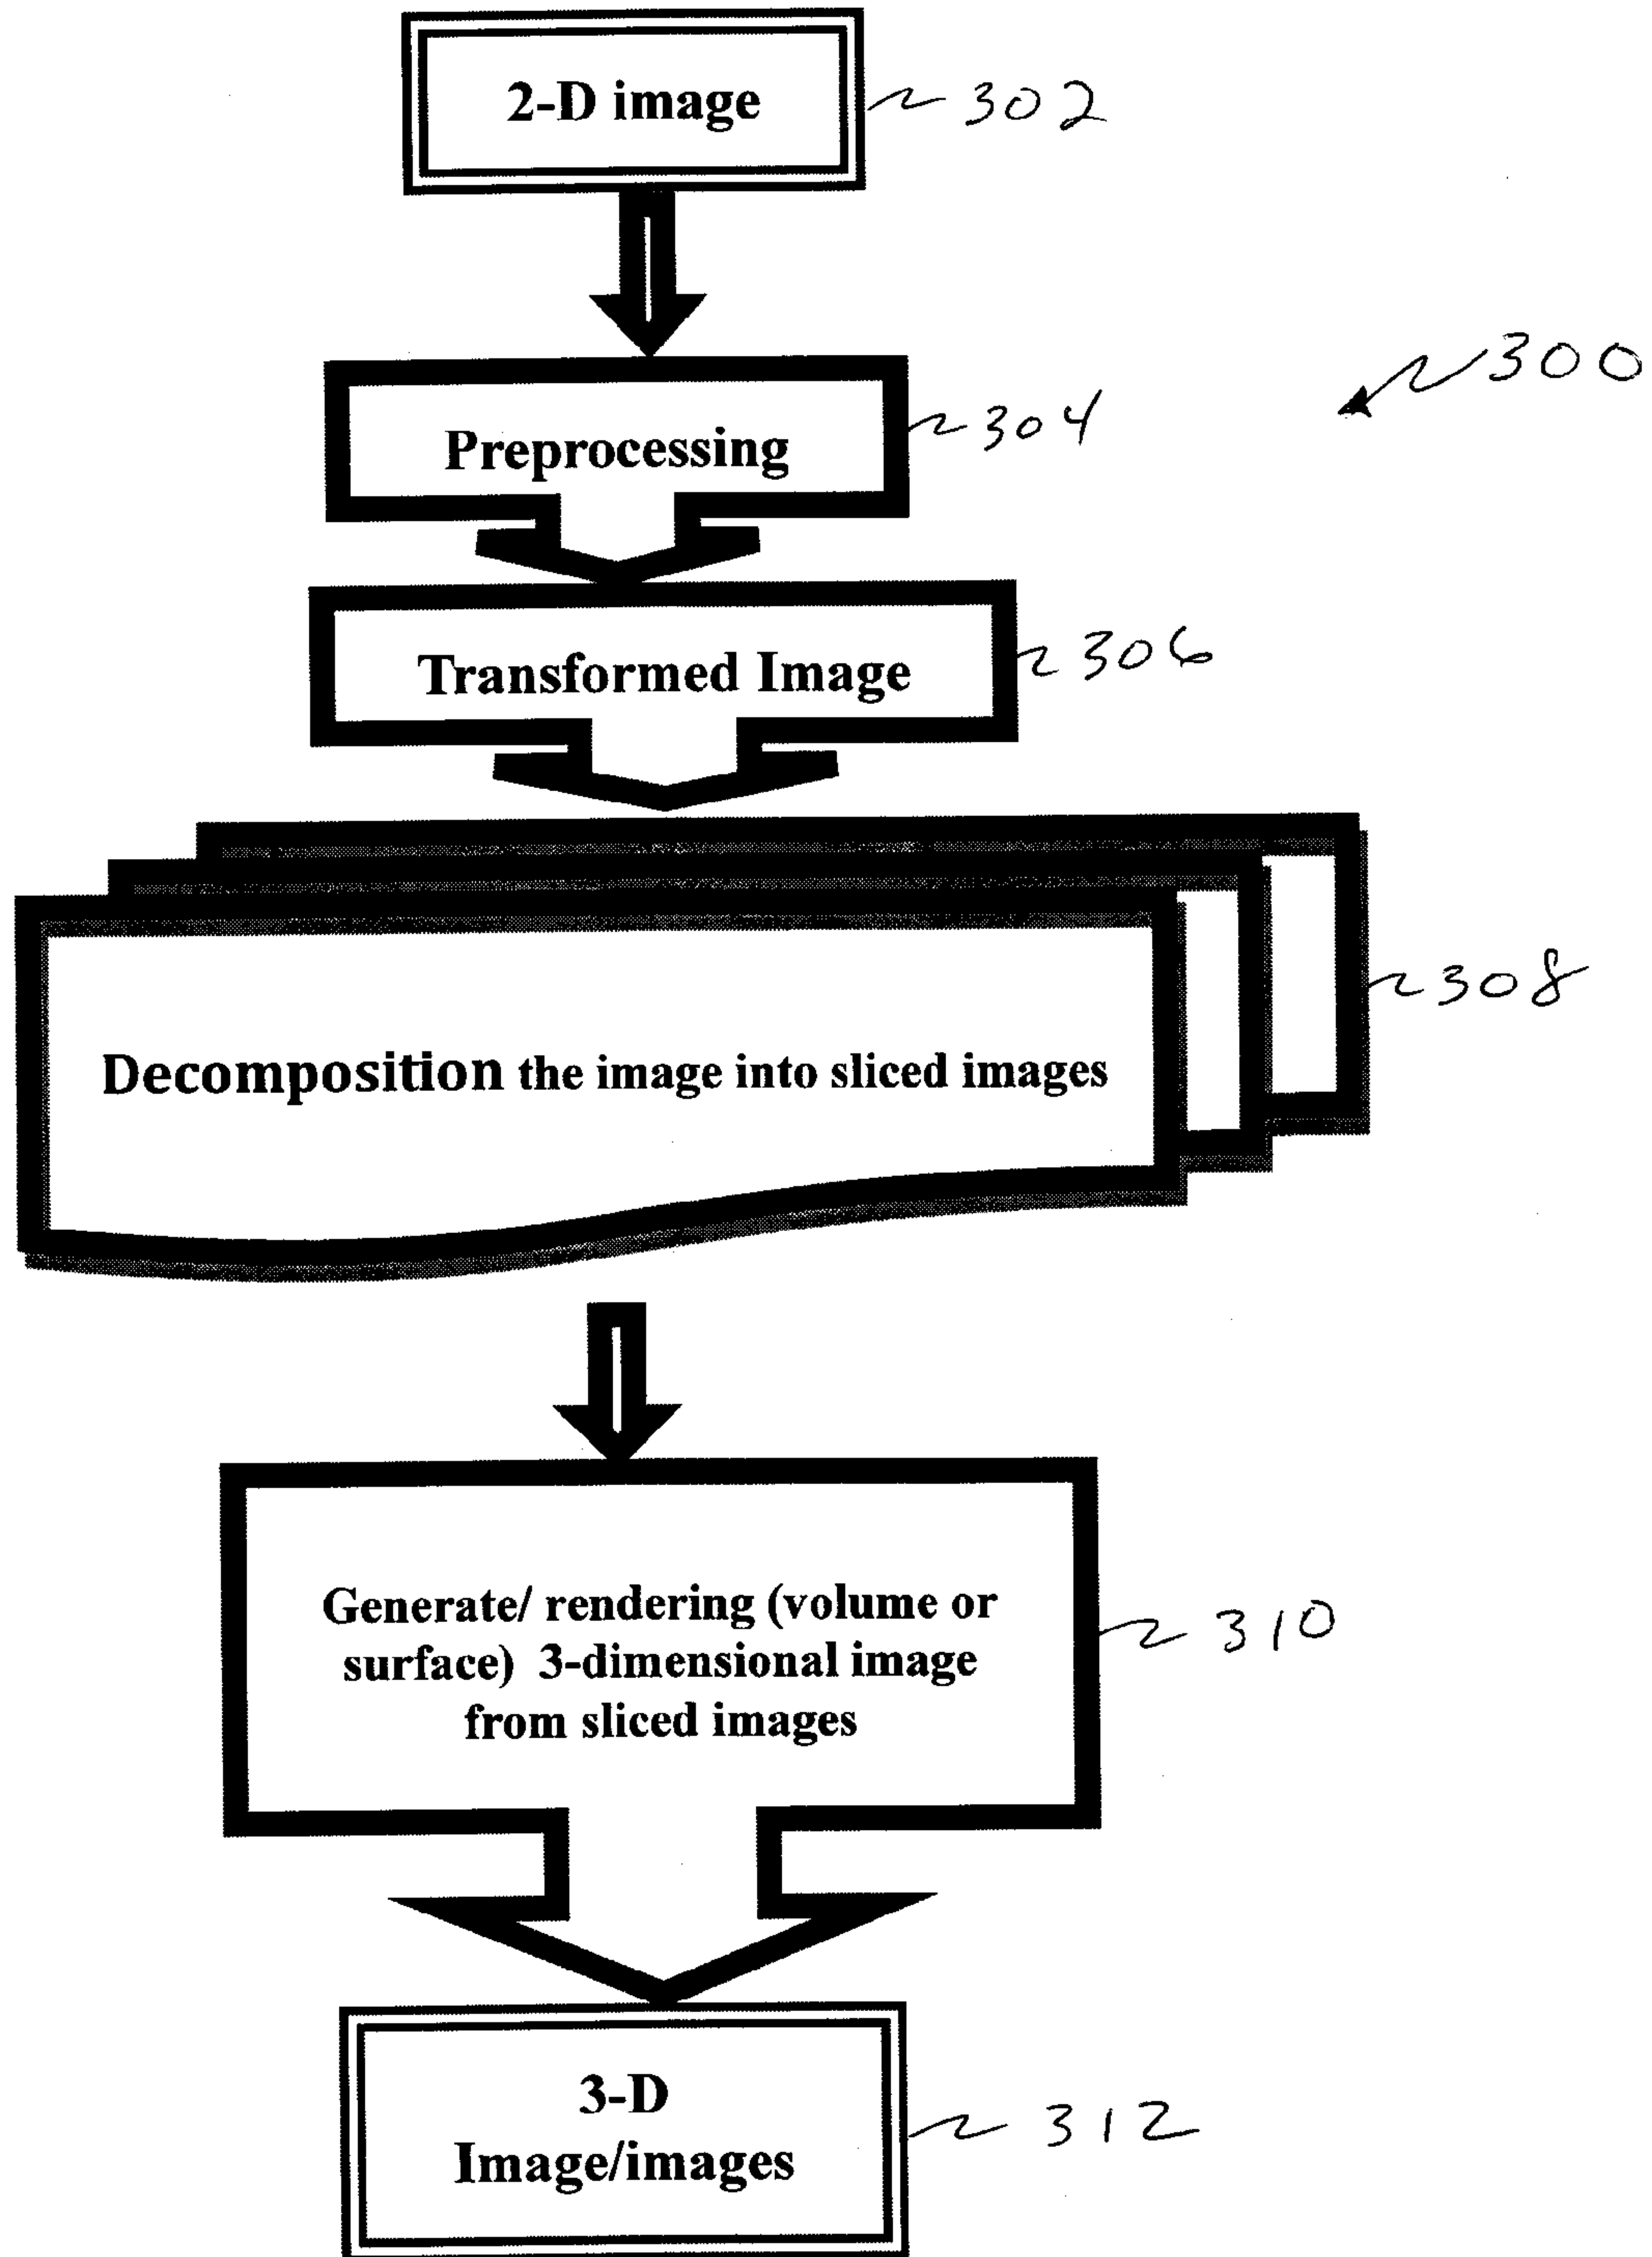 2-D image
302
300
Preprocessing
304
Transformed Image
306
Decomposition the image into sliced images
308
Generate/ rendering (volume or
surface) 3-dimensional image
from sliced images
310
3-D
Image/images
312